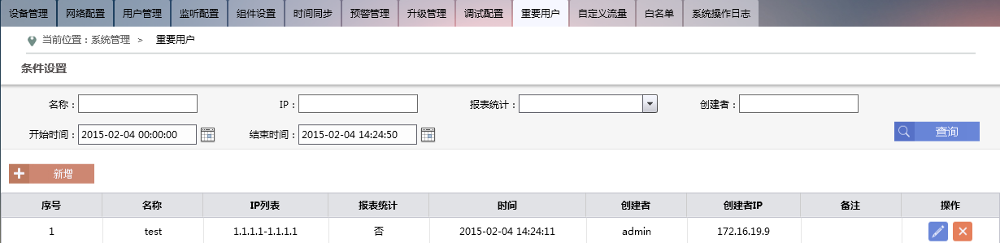 设备管理 网络配置 用户管理 监听配置 组件设置 时间同步 预警管理 升级管理 调试配置 重要用户 自定义流量 白名单 系统操作日志
当前位置：系统管理 > 重要用户
条件设置
名称： IP： 报表统计： 创建者：
开始时间： 2015-02-04 00:00:00 结束时间： 2015-02-04 14:24:50 查询
新增
序号 名称 IP列表 报表统计 时间 创建者 创建者IP 备注 操作
1 test 1.1.1.1-1.1.1.1 否 2015-02-04 14:24:11 admin 172.16.19.9